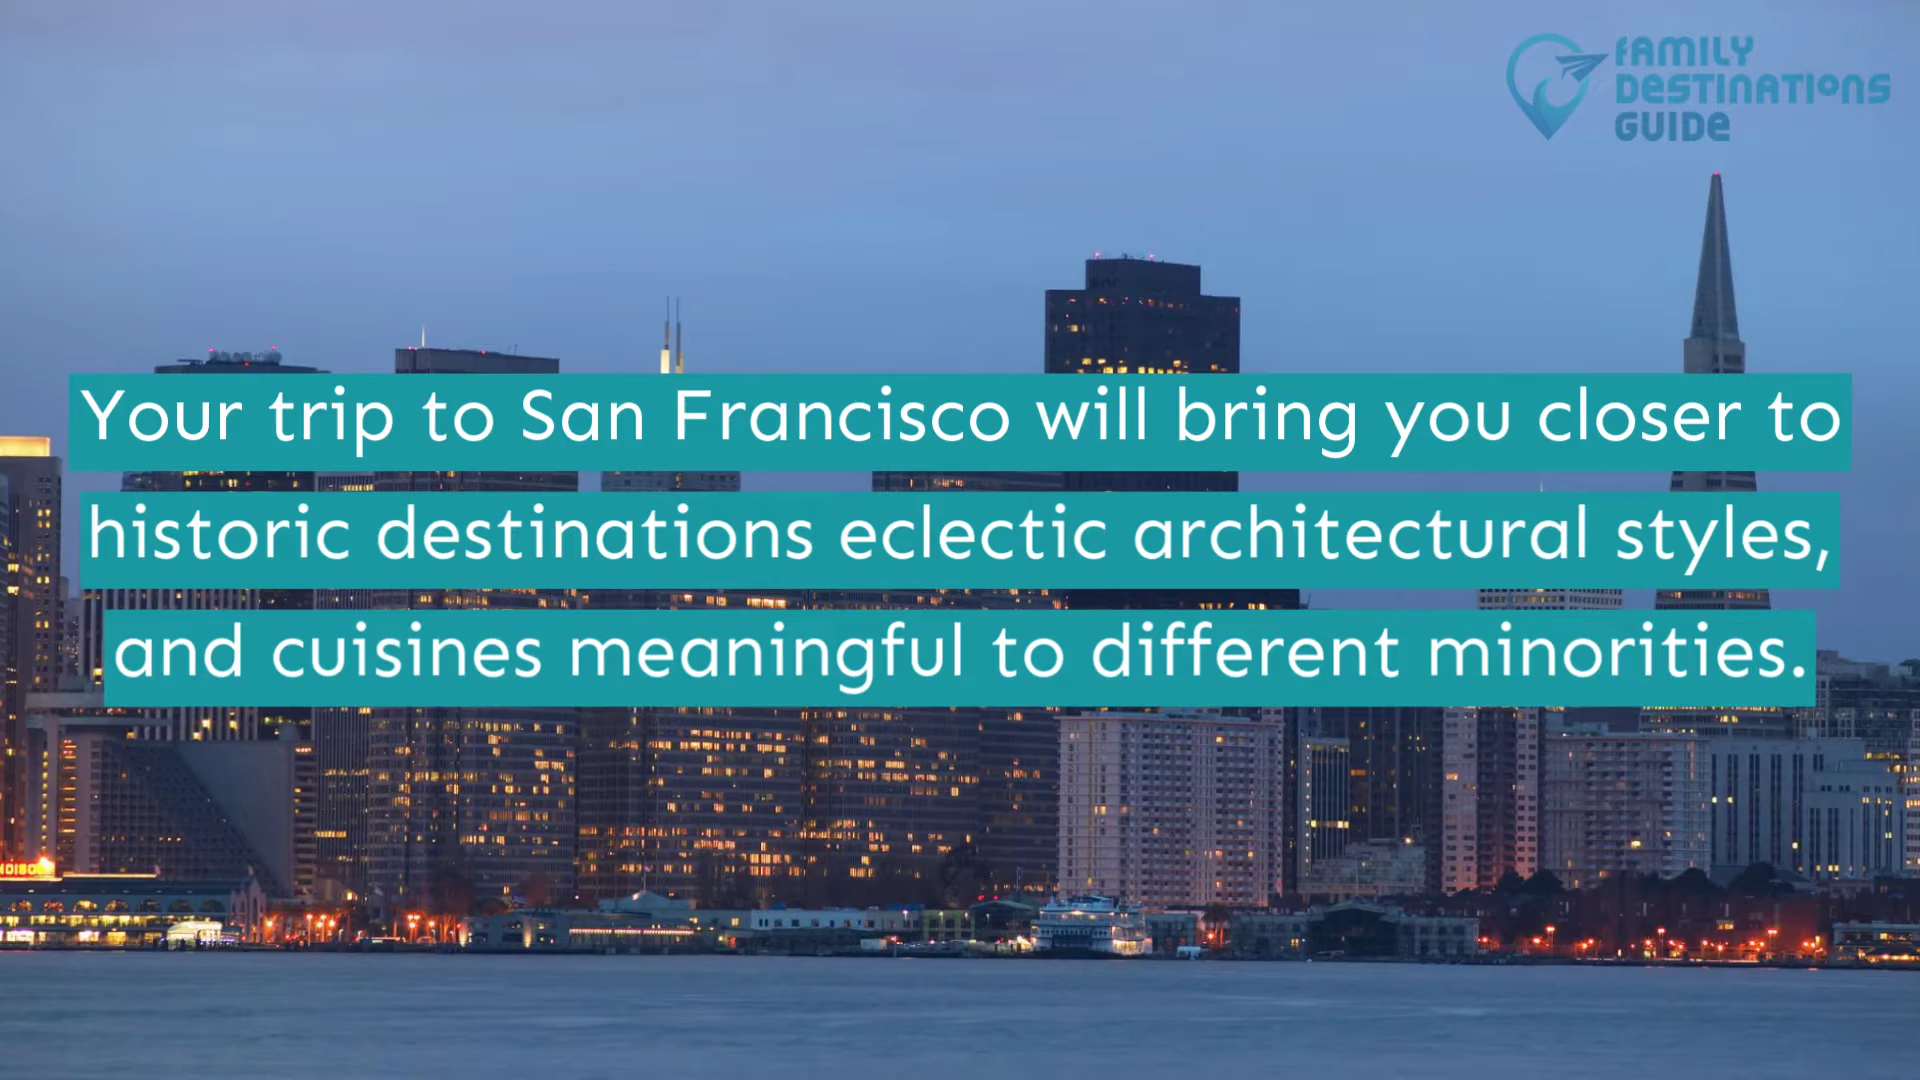 FAMILY
DESTINATIONS
GUIDE
Your trip to San Francisco will bring you closer to
historic destinations eclectic architectural styles,
and cuisines meaningful to different minorities.